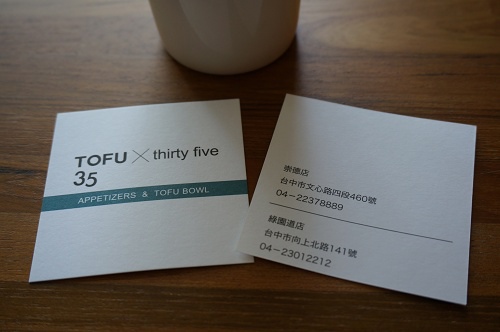 TOFU × thirty five
35
APPETIZERS & TOFU BOWL
崇德店
台中市文心路四段460號
04－22378889
綠園道店
台中市向上北路141號
04－23012212